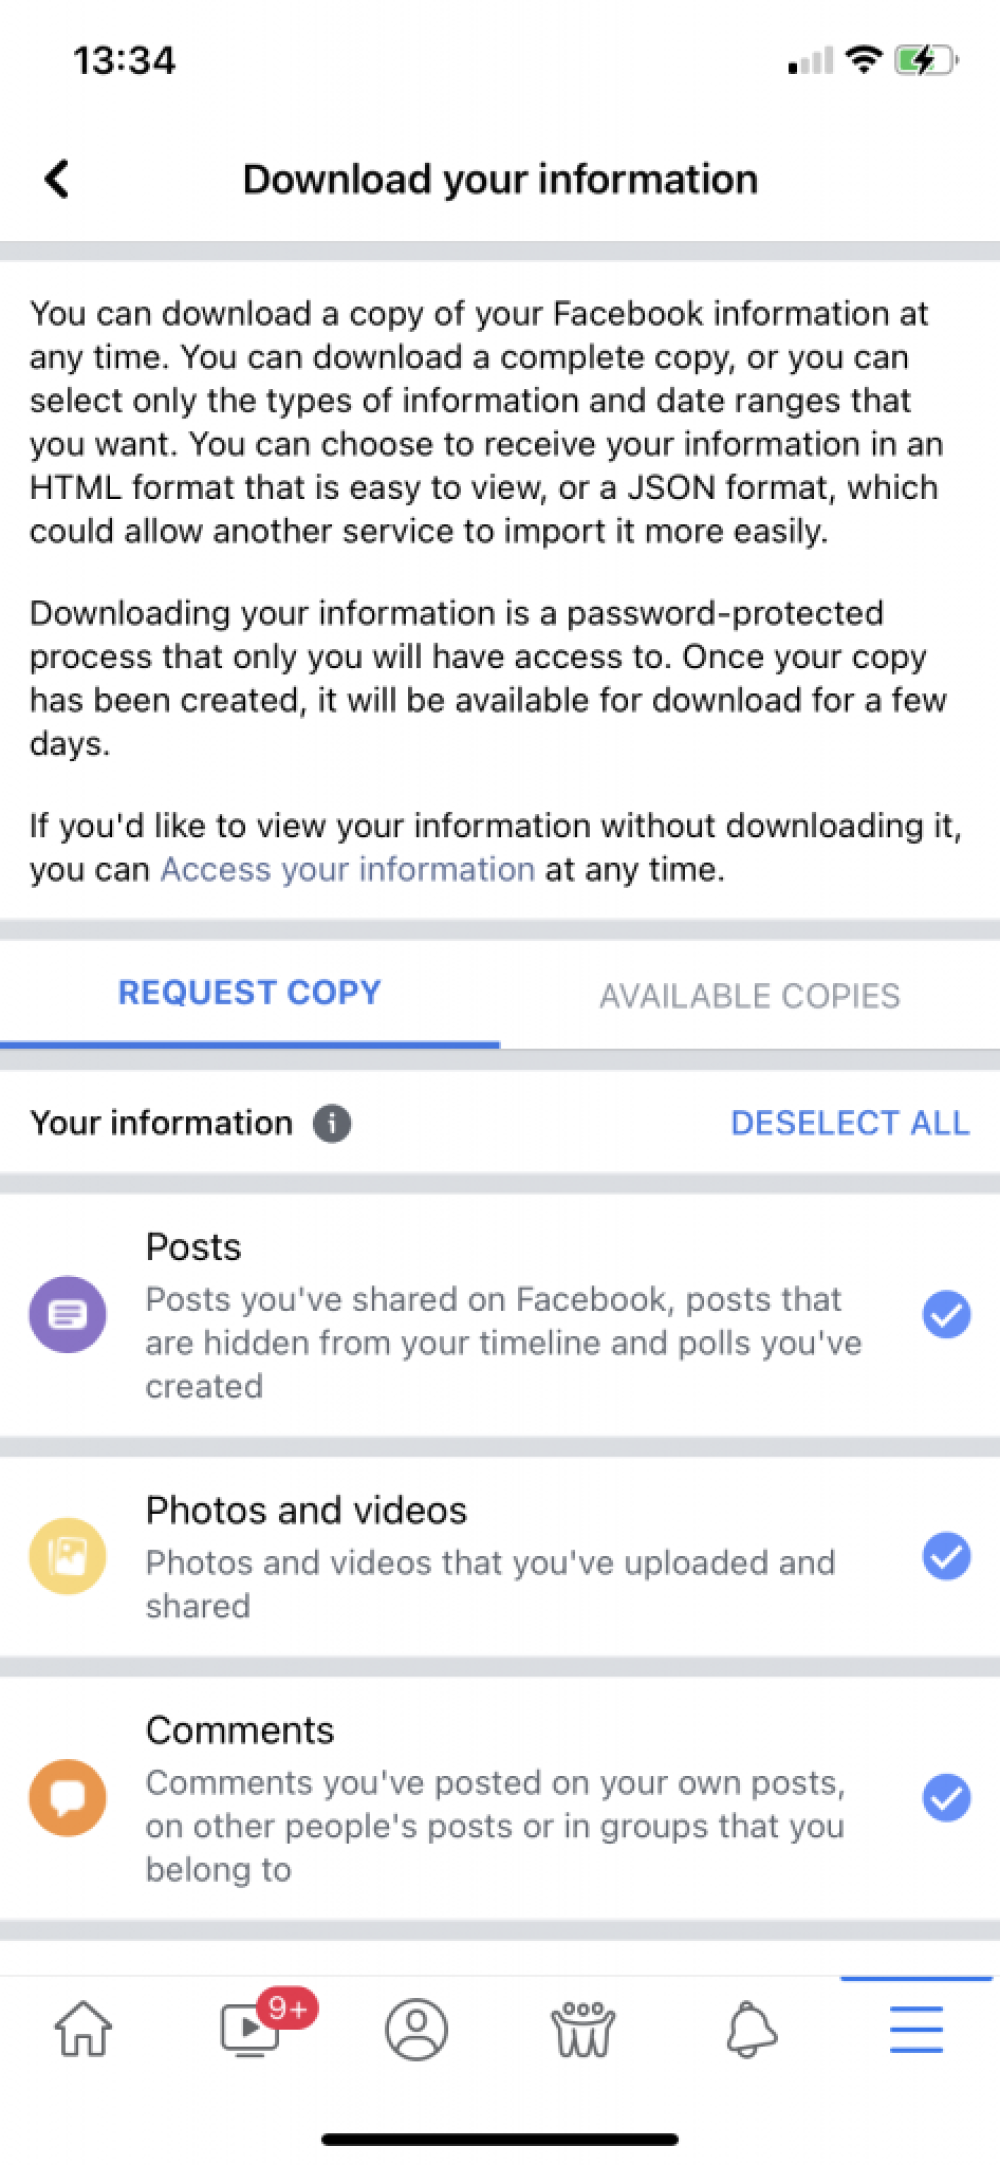 13:34
Download your information
You can download a copy of your Facebook information at
any time. You can download a complete copy, or you can
select only the types of information and date ranges that
you want. You can choose to receive your information in an
HTML format that is easy to view, or a JSON format, which
could allow another service to import it more easily.
Downloading your information is a password-protected
process that only you will have access to. Once your copy
has been created, it will be available for download for a few
days.
If you'd like to view your information without downloading it,
you can Access your information at any time.
REQUEST COPY
AVAILABLE COPIES
Your information
DESELECT ALL
Posts
Posts you've shared on Facebook, posts that
are hidden from your timeline and polls you've
created
Photos and videos
Photos and videos that you've uploaded and
shared
Comments
Comments you've posted on your own posts,
on other people's posts or in groups that you
belong to
9+